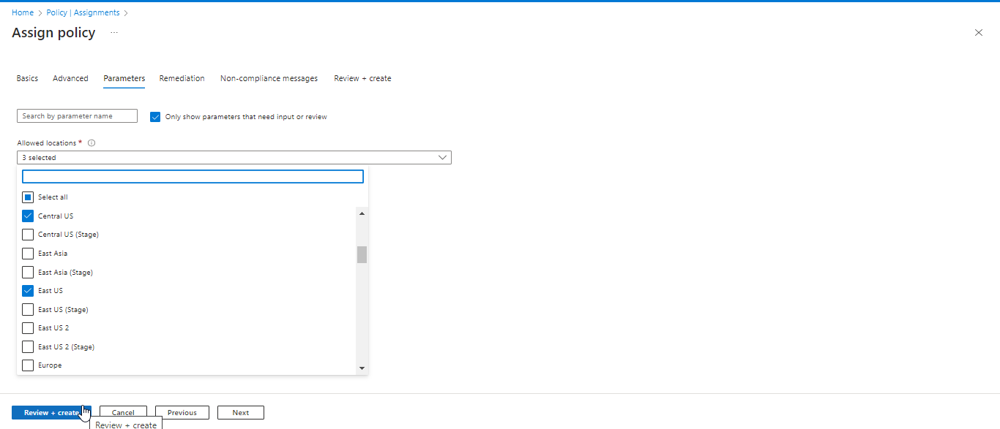 Home > Policy | Assignments >
Assign policy ...
Basics Advanced Parameters Remediation Non-compliance messages Review + create
Search by parameter name Only show parameters that need input or review
Allowed locations *
3 selected
Select all
Central US
Central US (Stage)
East Asia
East Asia (Stage)
East US
East US (Stage)
East US 2
East US 2 (Stage)
Europe
Review + create Cancel Previous Next
Review + create